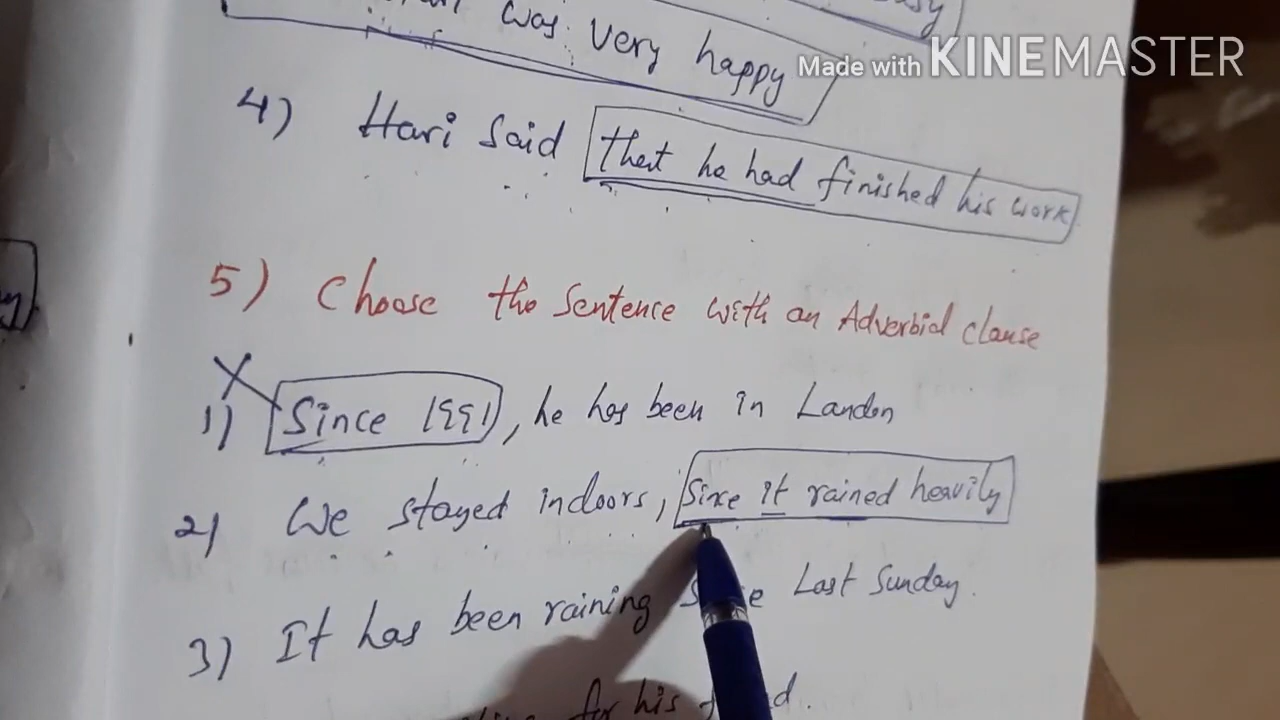 was very happy
Made with KINEMASTER
4) Hari said that he had finished his work
5) Choose the Sentence with an Adverbial clause
1) Since 1991, he has been in London
2) We stayed indoors, Since it rained heavily
3) It has been raining Last Sunday.
for his